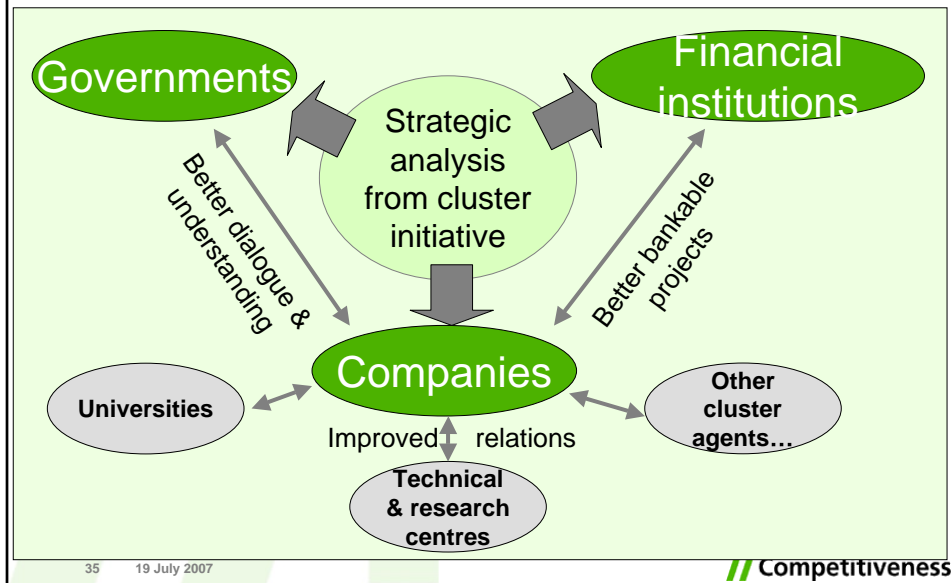 Governments
Financial
institutions
Strategic
analysis
from cluster
initiative
Better dialogue &
understanding
Better bankable
projects
Companies
Universities
Other
cluster
agents…
Improved relations
Technical
& research
centres
35 19 July 2007
// Competitiveness